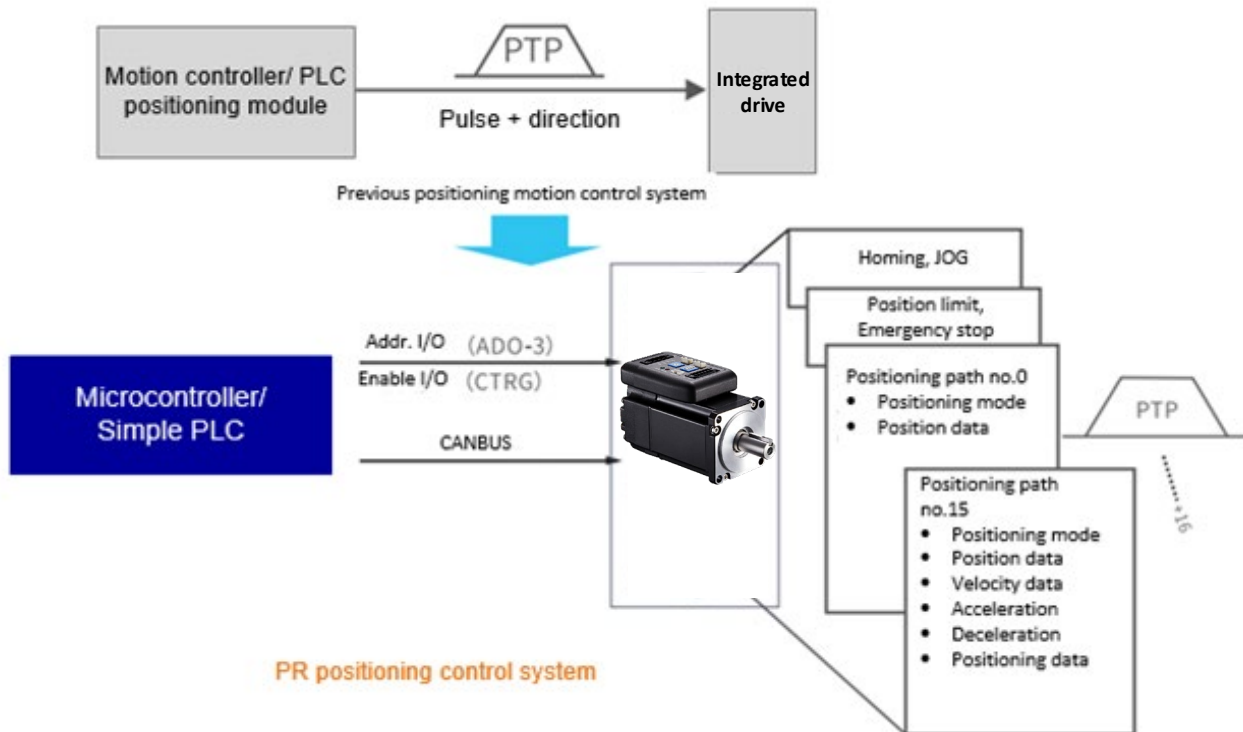 Motion controller/ PLC
positioning module
PTP
Pulse + direction
Integrated
drive
Previous positioning motion control system
Homing, JOG
Position limit,
Emergency stop
Addr. I/O (ADO-3)
Enable I/O (CTRG)
CANBUS
Microcontroller/
Simple PLC
Positioning path no.0
• Positioning mode
• Position data
PTP
+16
Positioning path
no.15
• Positioning mode
• Position data
• Velocity data
• Acceleration
• Deceleration
• Positioning data
PR positioning control system